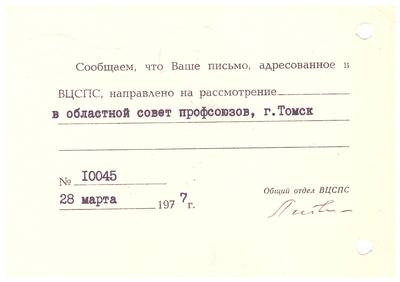 Сообщаем, что Ваше письмо, адресованное в
ВЦСПС, направлено на рассмотрение
в областной совет профсоюзов, г.Томск
№ I0045
28 марта 1977г.
Общий отдел ВЦСПС